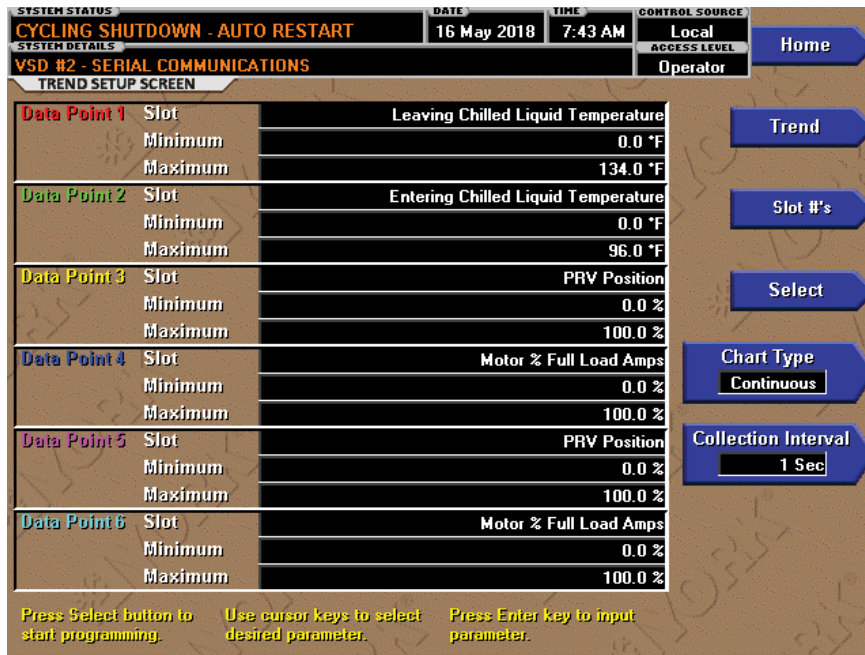 SYSTEM STATUS
CYCLING SHUTDOWN - AUTO RESTART
DATE
16 May 2018
TIME
7:43 AM
CONTROL SOURCE
Local
SYSTEM DETAILS
VSD #2 - SERIAL COMMUNICATIONS
ACCESS LEVEL
Operator
Home
TREND SETUP SCREEN
Data Point 1 Slot Leaving Chilled Liquid Temperature
Minimum 0.0 °F
Maximum 134.0 °F
Data Point 2 Slot Entering Chilled Liquid Temperature
Minimum 0.0 °F
Maximum 96.0 °F
Data Point 3 Slot PRV Position
Minimum 0.0 %
Maximum 100.0 %
Data Point 4 Slot Motor % Full Load Amps
Minimum 0.0 %
Maximum 100.0 %
Data Point 5 Slot PRV Position
Minimum 0.0 %
Maximum 100.0 %
Data Point 6 Slot Motor % Full Load Amps
Minimum 0.0 %
Maximum 100.0 %
Trend
Slot #'s
Select
Chart Type
Continuous
Collection Interval
1 Sec
Press Select button to start programming.
Use cursor keys to select desired parameter.
Press Enter key to input parameter.
YORK